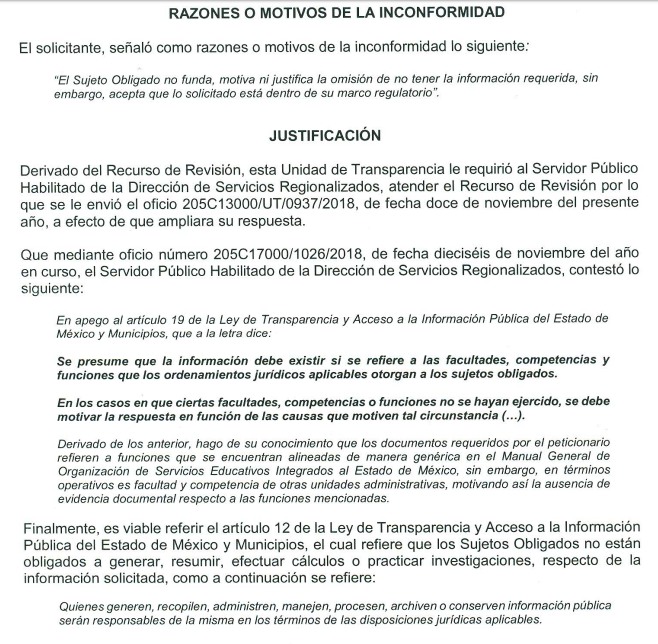 RAZONES O MOTIVOS DE LA INCONFORMIDAD
El solicitante, señaló como razones o motivos de la inconformidad lo siguiente:
"El Sujeto Obligado no funda, motiva ni justifica la omisión de no tener la información requerida, sin
embargo, acepta que lo solicitado está dentro de su marco regulatorio".
JUSTIFICACIÓN
Derivado del Recurso de Revisión, esta Unidad de Transparencia le requirió al Servidor Público
Habilitado de la Dirección de Servicios Regionalizados, atender el Recurso de Revisión por lo
que se le envió el oficio 205C13000/UT/0937/2018, de fecha doce de noviembre del presente
año, a efecto de que ampliara su respuesta.
Que mediante oficio número 205C17000/1026/2018, de fecha dieciséis de noviembre del año
en curso, el Servidor Público Habilitado de la Dirección de Servicios Regionalizados, contestó lo
siguiente:
En apego al artículo 19 de la Ley de Transparencia y Acceso a la Información Pública del Estado de
México y Municipios, que a la letra dice:
Se presume que la información debe existir si se refiere a las facultades, competencias y
funciones que los ordenamientos jurídicos aplicables otorgan a los sujetos obligados.
En los casos en que ciertas facultades, competencias o funciones no se hayan ejercido, se debe
motivar la respuesta en función de las causas que motiven tal circunstancia (...).
Derivado de los anterior, hago de su conocimiento que los documentos requeridos por el peticionario
refieren a funciones que se encuentran alineadas de manera genérica en el Manual General de
Organización de Servicios Educativos Integrados al Estado de México, sin embargo, en términos
operativos es facultad y competencia de otras unidades administrativas, motivando así la ausencia de
evidencia documental respecto a las funciones mencionadas.
Finalmente, es viable referir el artículo 12 de la Ley de Transparencia y Acceso a la Información
Pública del Estado de México y Municipios, el cual refiere que los Sujetos Obligados no están
obligados a generar, resumir, efectuar cálculos o practicar investigaciones, respecto de la
información solicitada, como a continuación se refiere:
Quienes generen, recopilen, administren, manejen, procesen, archiven o conserven información pública
serán responsables de la misma en los términos de las disposiciones jurídicas aplicables.